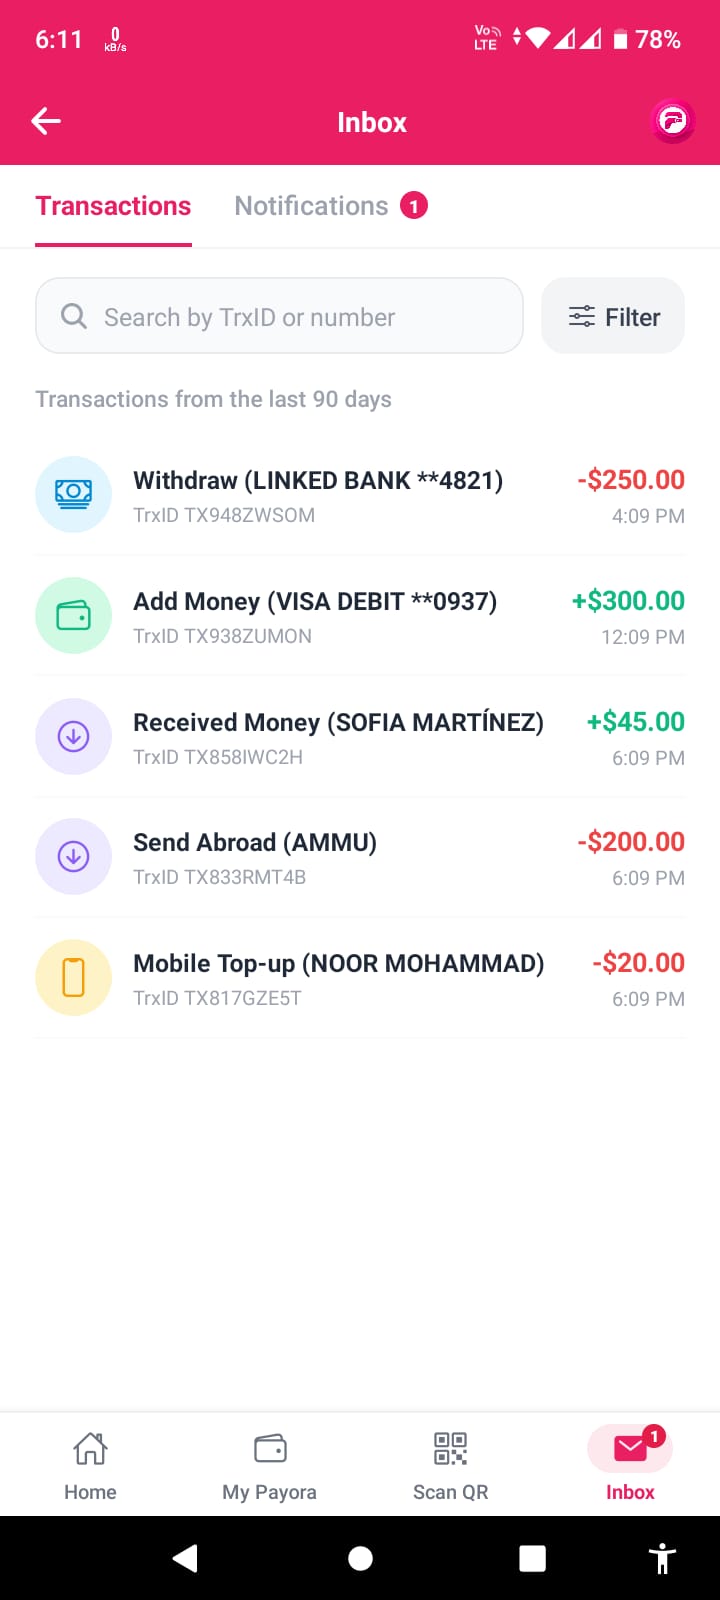 6:11
0
kB/s
Vo
LTE
78%
Inbox
Transactions
Notifications 1
Search by TrxID or number
Filter
Transactions from the last 90 days
Withdraw (LINKED BANK **4821)
-$250.00
TrxID TX948ZWSOM
4:09 PM
Add Money (VISA DEBIT **0937)
+$300.00
TrxID TX938ZUMON
12:09 PM
Received Money (SOFIA MARTÍNEZ)
+$45.00
TrxID TX858IWC2H
6:09 PM
Send Abroad (AMMU)
-$200.00
TrxID TX833RMT4B
6:09 PM
Mobile Top-up (NOOR MOHAMMAD)
-$20.00
TrxID TX817GZE5T
6:09 PM
1
Home
My Payora
Scan QR
Inbox